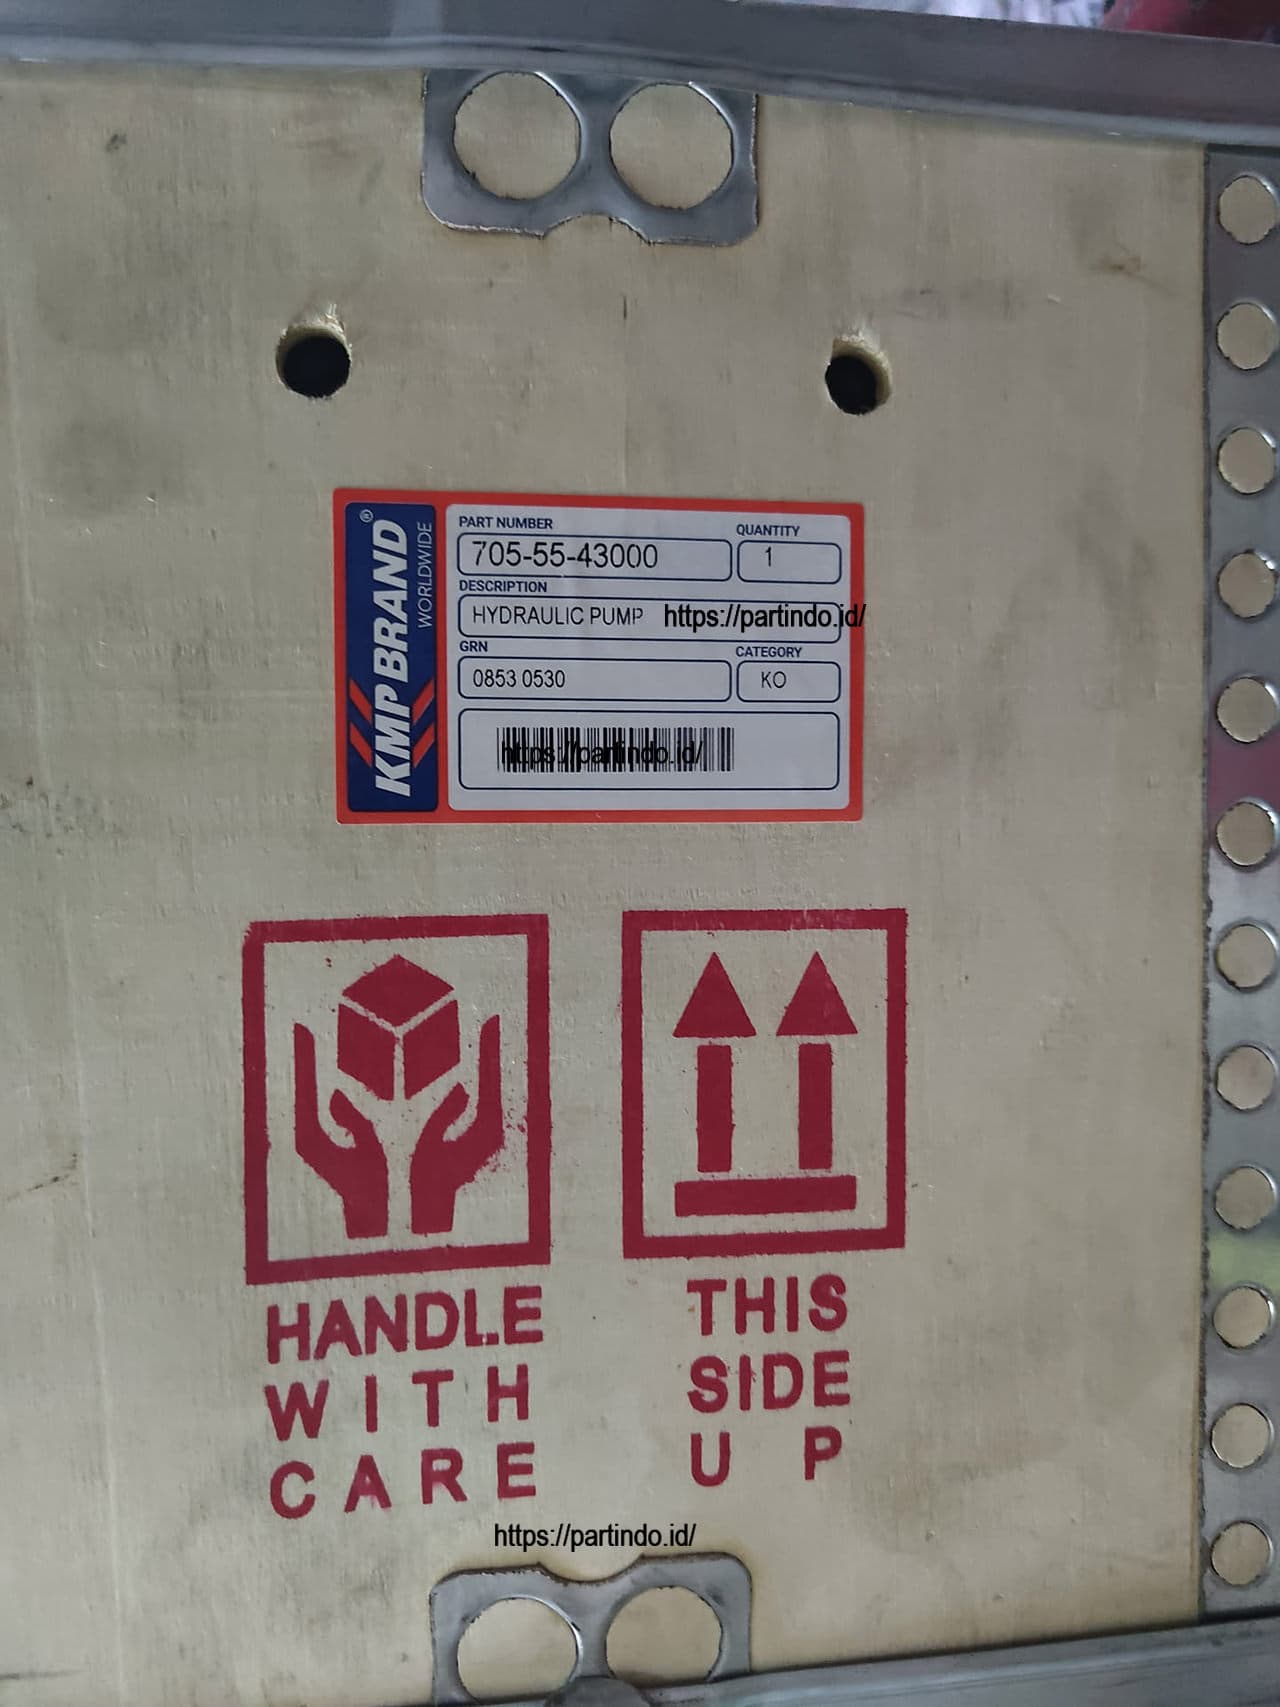 KMP BRAND®
WORLDWIDE
PART NUMBER
QUANTITY
705-55-43000
1
DESCRIPTION
HYDRAULIC PUMP https://partindo.id/
GRN
CATEGORY
0853 0530
KO
https://partindo.id/
HANDLE
WITH
CARE
THIS
SIDE
UP
https://partindo.id/